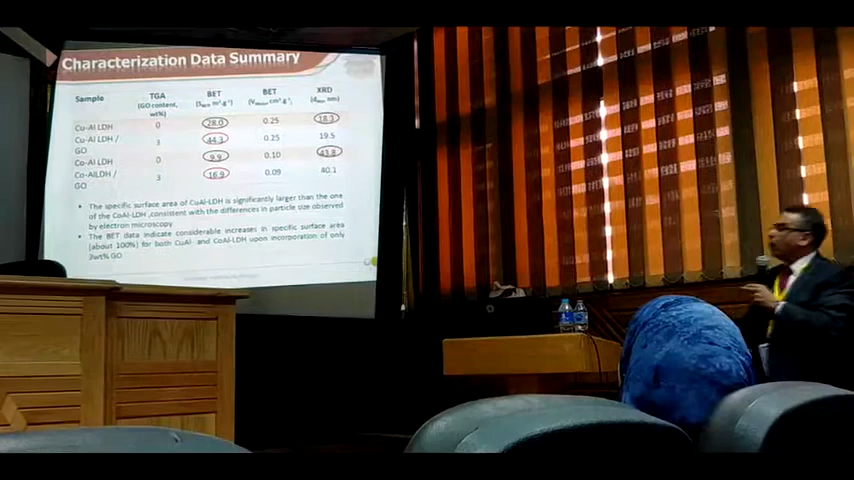 Characterization Data Summary
Sample TGA BET BET XRD
(GO content, wt%) (S m² g⁻¹) (V cm³ g⁻¹) (d nm)
Cu-Al LDH 0 28.0 0.25 18.3
Cu-Al LDH / GO 3 44.3 0.25 19.5
Co-Al LDH 0 9.9 0.10 43.8
Co-AlLDH / GO 3 16.9 0.09 40.1
• The specific surface area of CuAl-LDH is significantly larger than the one
of the CoAl-LDH ,consistent with the differences in particle size observed
by electron microscopy
• The BET data indicate considerable increases in specific surface area
(about 100%) for both CuAl- and CoAl-LDH upon incorporation of only
3wt% GO